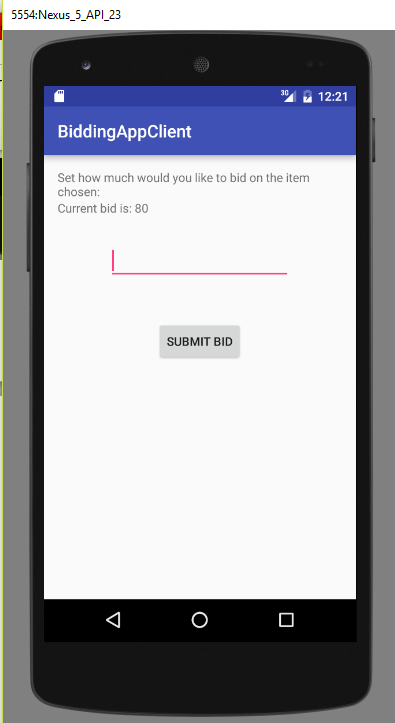 5554:Nexus_5_API_23
3G 12:21
BiddingAppClient
Set how much would you like to bid on the item
chosen:
Current bid is: 80
SUBMIT BID